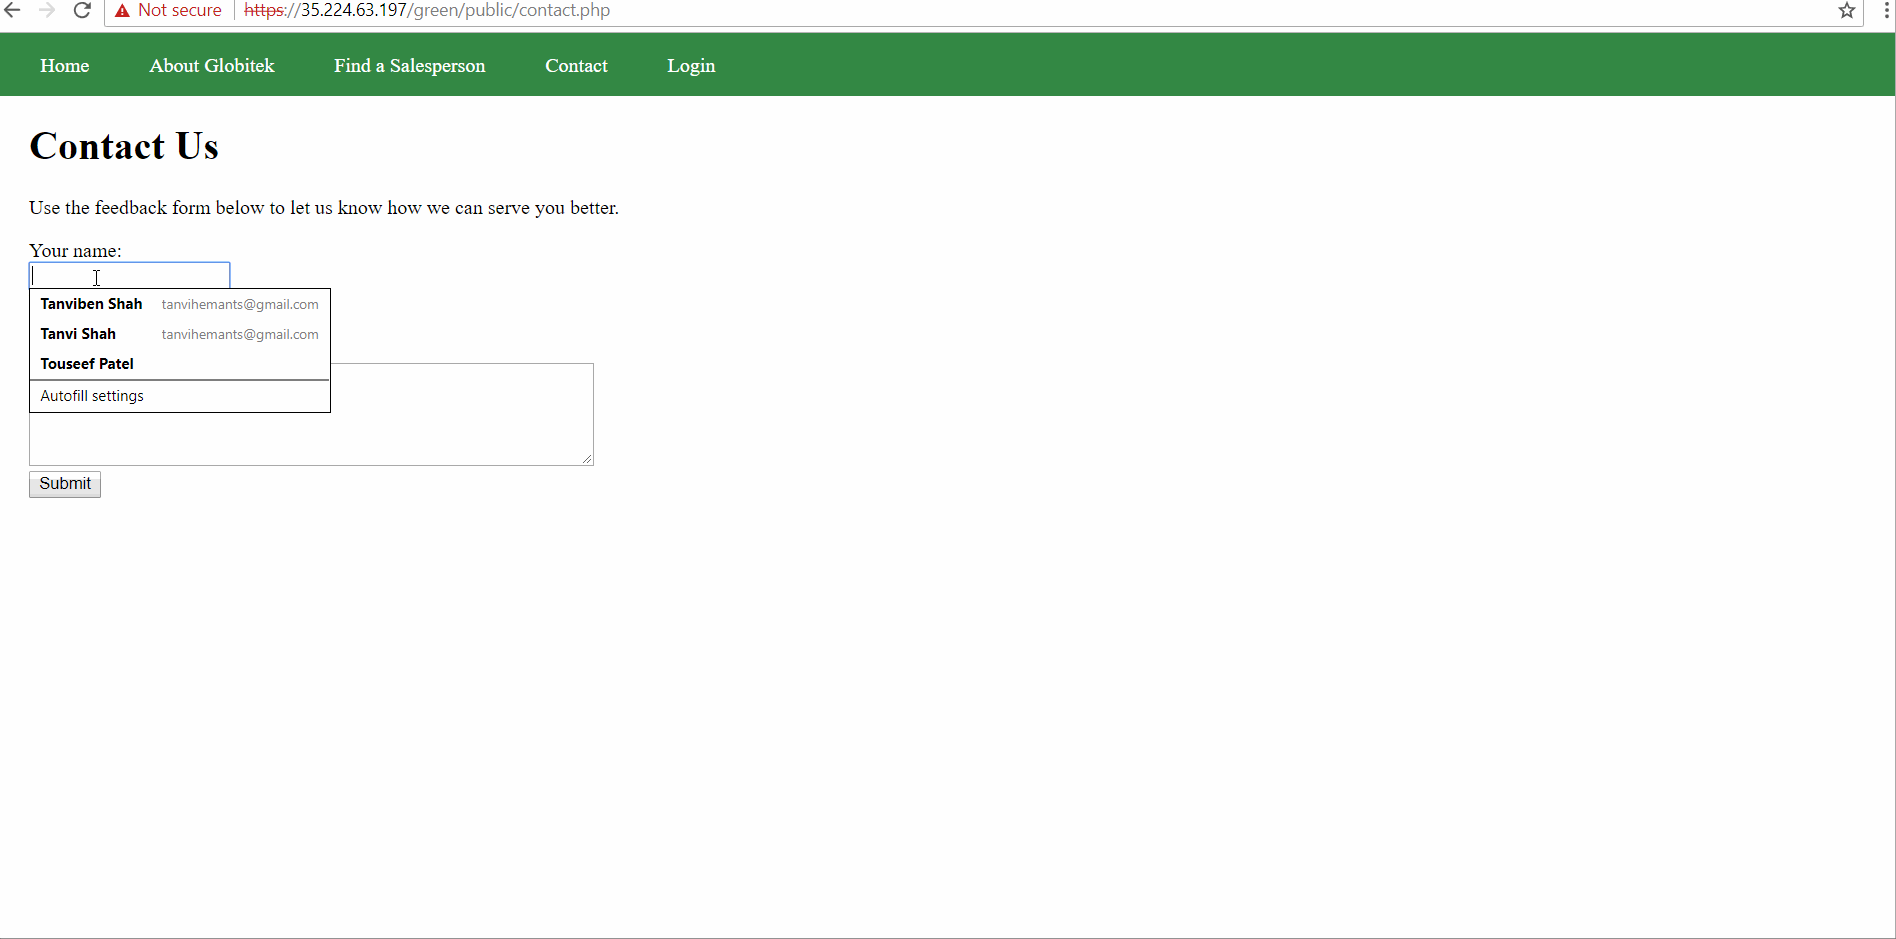 Not secure https://35.224.63.197/green/public/contact.php
Home About Globitek Find a Salesperson Contact Login
Contact Us
Use the feedback form below to let us know how we can serve you better.
Your name:
Tanviben Shah tanvihemants@gmail.com
Tanvi Shah tanvihemants@gmail.com
Touseef Patel
Autofill settings
Submit